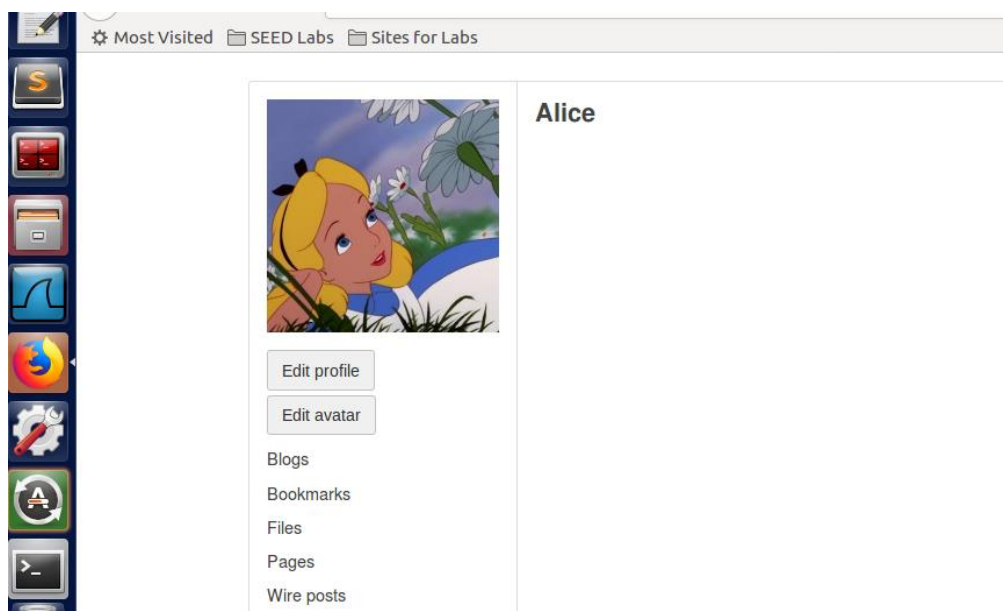 Most Visited SEED Labs Sites for Labs
Alice
Edit profile
Edit avatar
Blogs
Bookmarks
Files
Pages
Wire posts